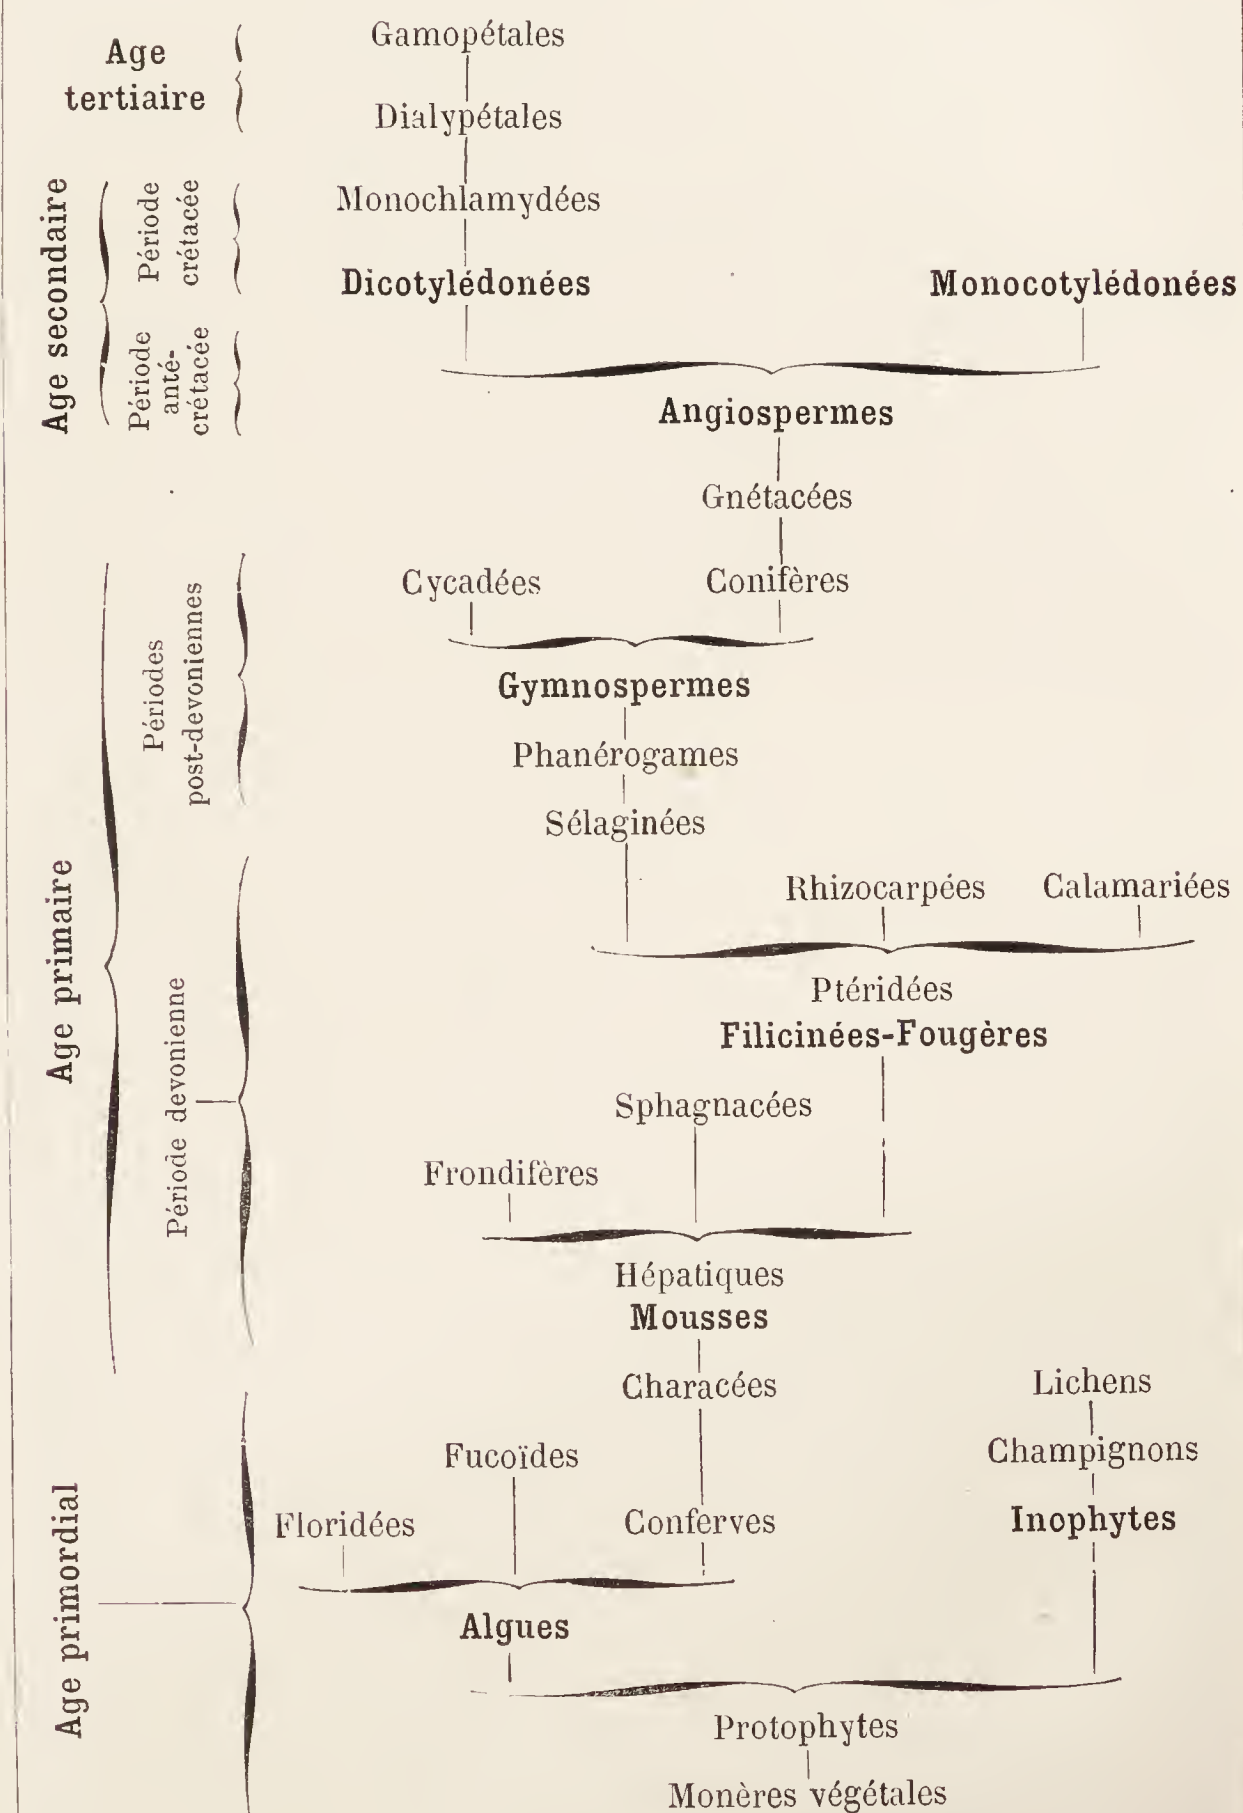 Age
tertiaire
Gamopétales
Dialypétales
Age secondaire
Période
crétacée
Monochlamydées
Dicotylédonées
Monocotylédonées
Période
anté-
crétacée
Angiospermes
Gnétacées
Age primaire
Périodes
post-devoniennes
Cycadées
Conifères
Gymnospermes
Phanérogames
Sélaginées
Période devonienne
Rhizocarpées
Calamariées
Ptéridées
Filicinées-Fougères
Sphagnacées
Frondifères
Hépatiques
Mousses
Age primordial
Characées
Lichens
Fucoïdes
Champignons
Floridées
Conferves
Inophytes
Algues
Protophytes
Monères végétales